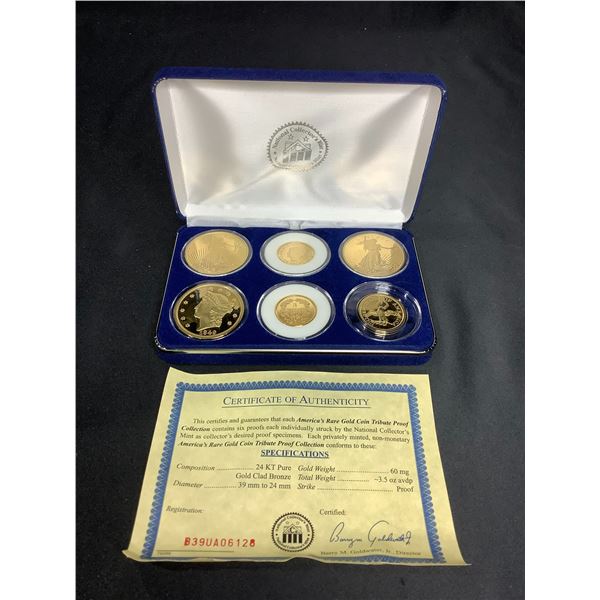 National Collector's Mint
1849
CERTIFICATE OF AUTHENTICITY
This certifies and guarantees that each America's Rare Gold Coin Tribute Proof
Collection contains six proofs each individually struck by the National Collector's
Mint as collector's desired proof specimens. Each privately minted, non-monetary
America's Rare Gold Coin Tribute Proof Collection conforms to these:
SPECIFICATIONS
Composition ............ 24 KT Pure
Gold Clad Bronze
Diameter ........ 39 mm to 24 mm
Gold Weight ........................ 60 mg
Total Weight ............... ~3.5 oz avdp
Strike ................................. Proof
Registration:
Certified:
B39UA06128
Barry M. Goldwater, Jr., Director